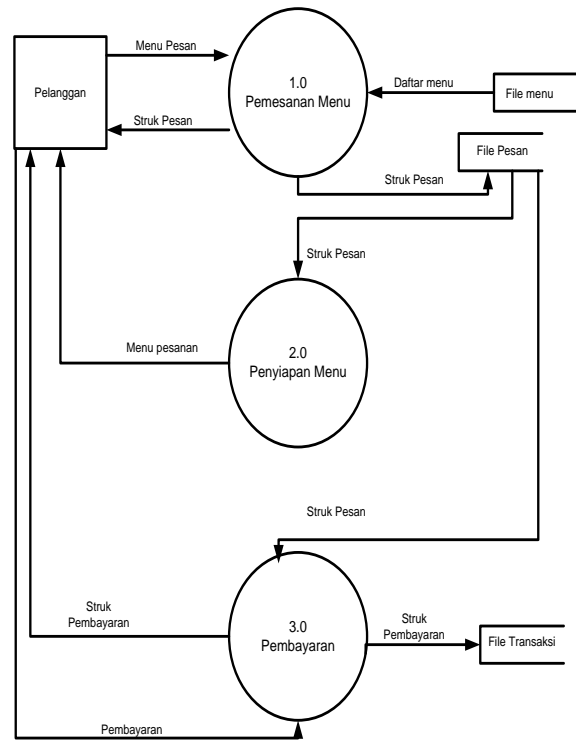 Menu Pesan
1.0
Pemesanan Menu
Pelanggan
Daftar menu
File menu
Struk Pesan
File Pesan
Struk Pesan
Struk Pesan
Menu pesanan
2.0
Penyiapan Menu
Struk Pesan
Struk
Pembayaran
3.0
Pembayaran
Struk
Pembayaran
File Transaksi
Pembayaran